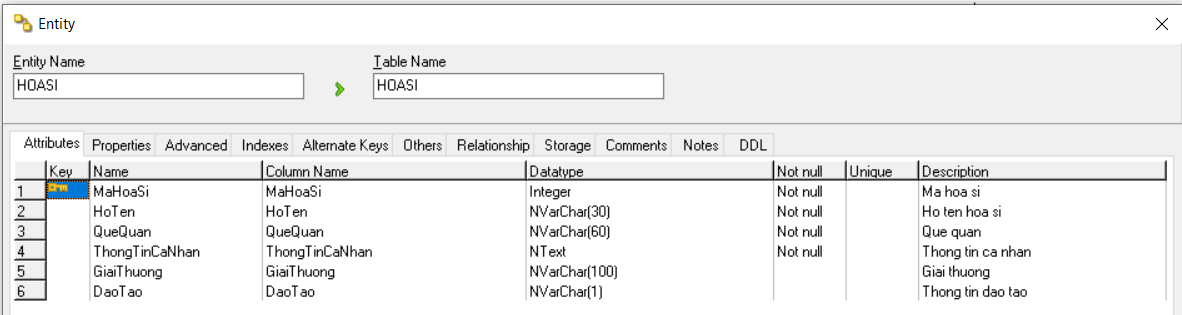 Entity
Entity Name Table Name
HOASI HOASI
Attributes Properties Advanced Indexes Alternate Keys Others Relationship Storage Comments Notes DDL
Key Name Column Name Datatype Not null Unique Description
1 MaHoaSi MaHoaSi Integer Not null Ma hoa si
2 HoTen HoTen NVarChar(30) Not null Ho ten hoa si
3 QueQuan QueQuan NVarChar(60) Not null Que quan
4 ThongTinCaNhan ThongTinCaNhan NText Not null Thong tin ca nhan
5 GiaiThuong GiaiThuong NVarChar(100) Giai thuong
6 DaoTao DaoTao NVarChar(1) Thong tin dao tao